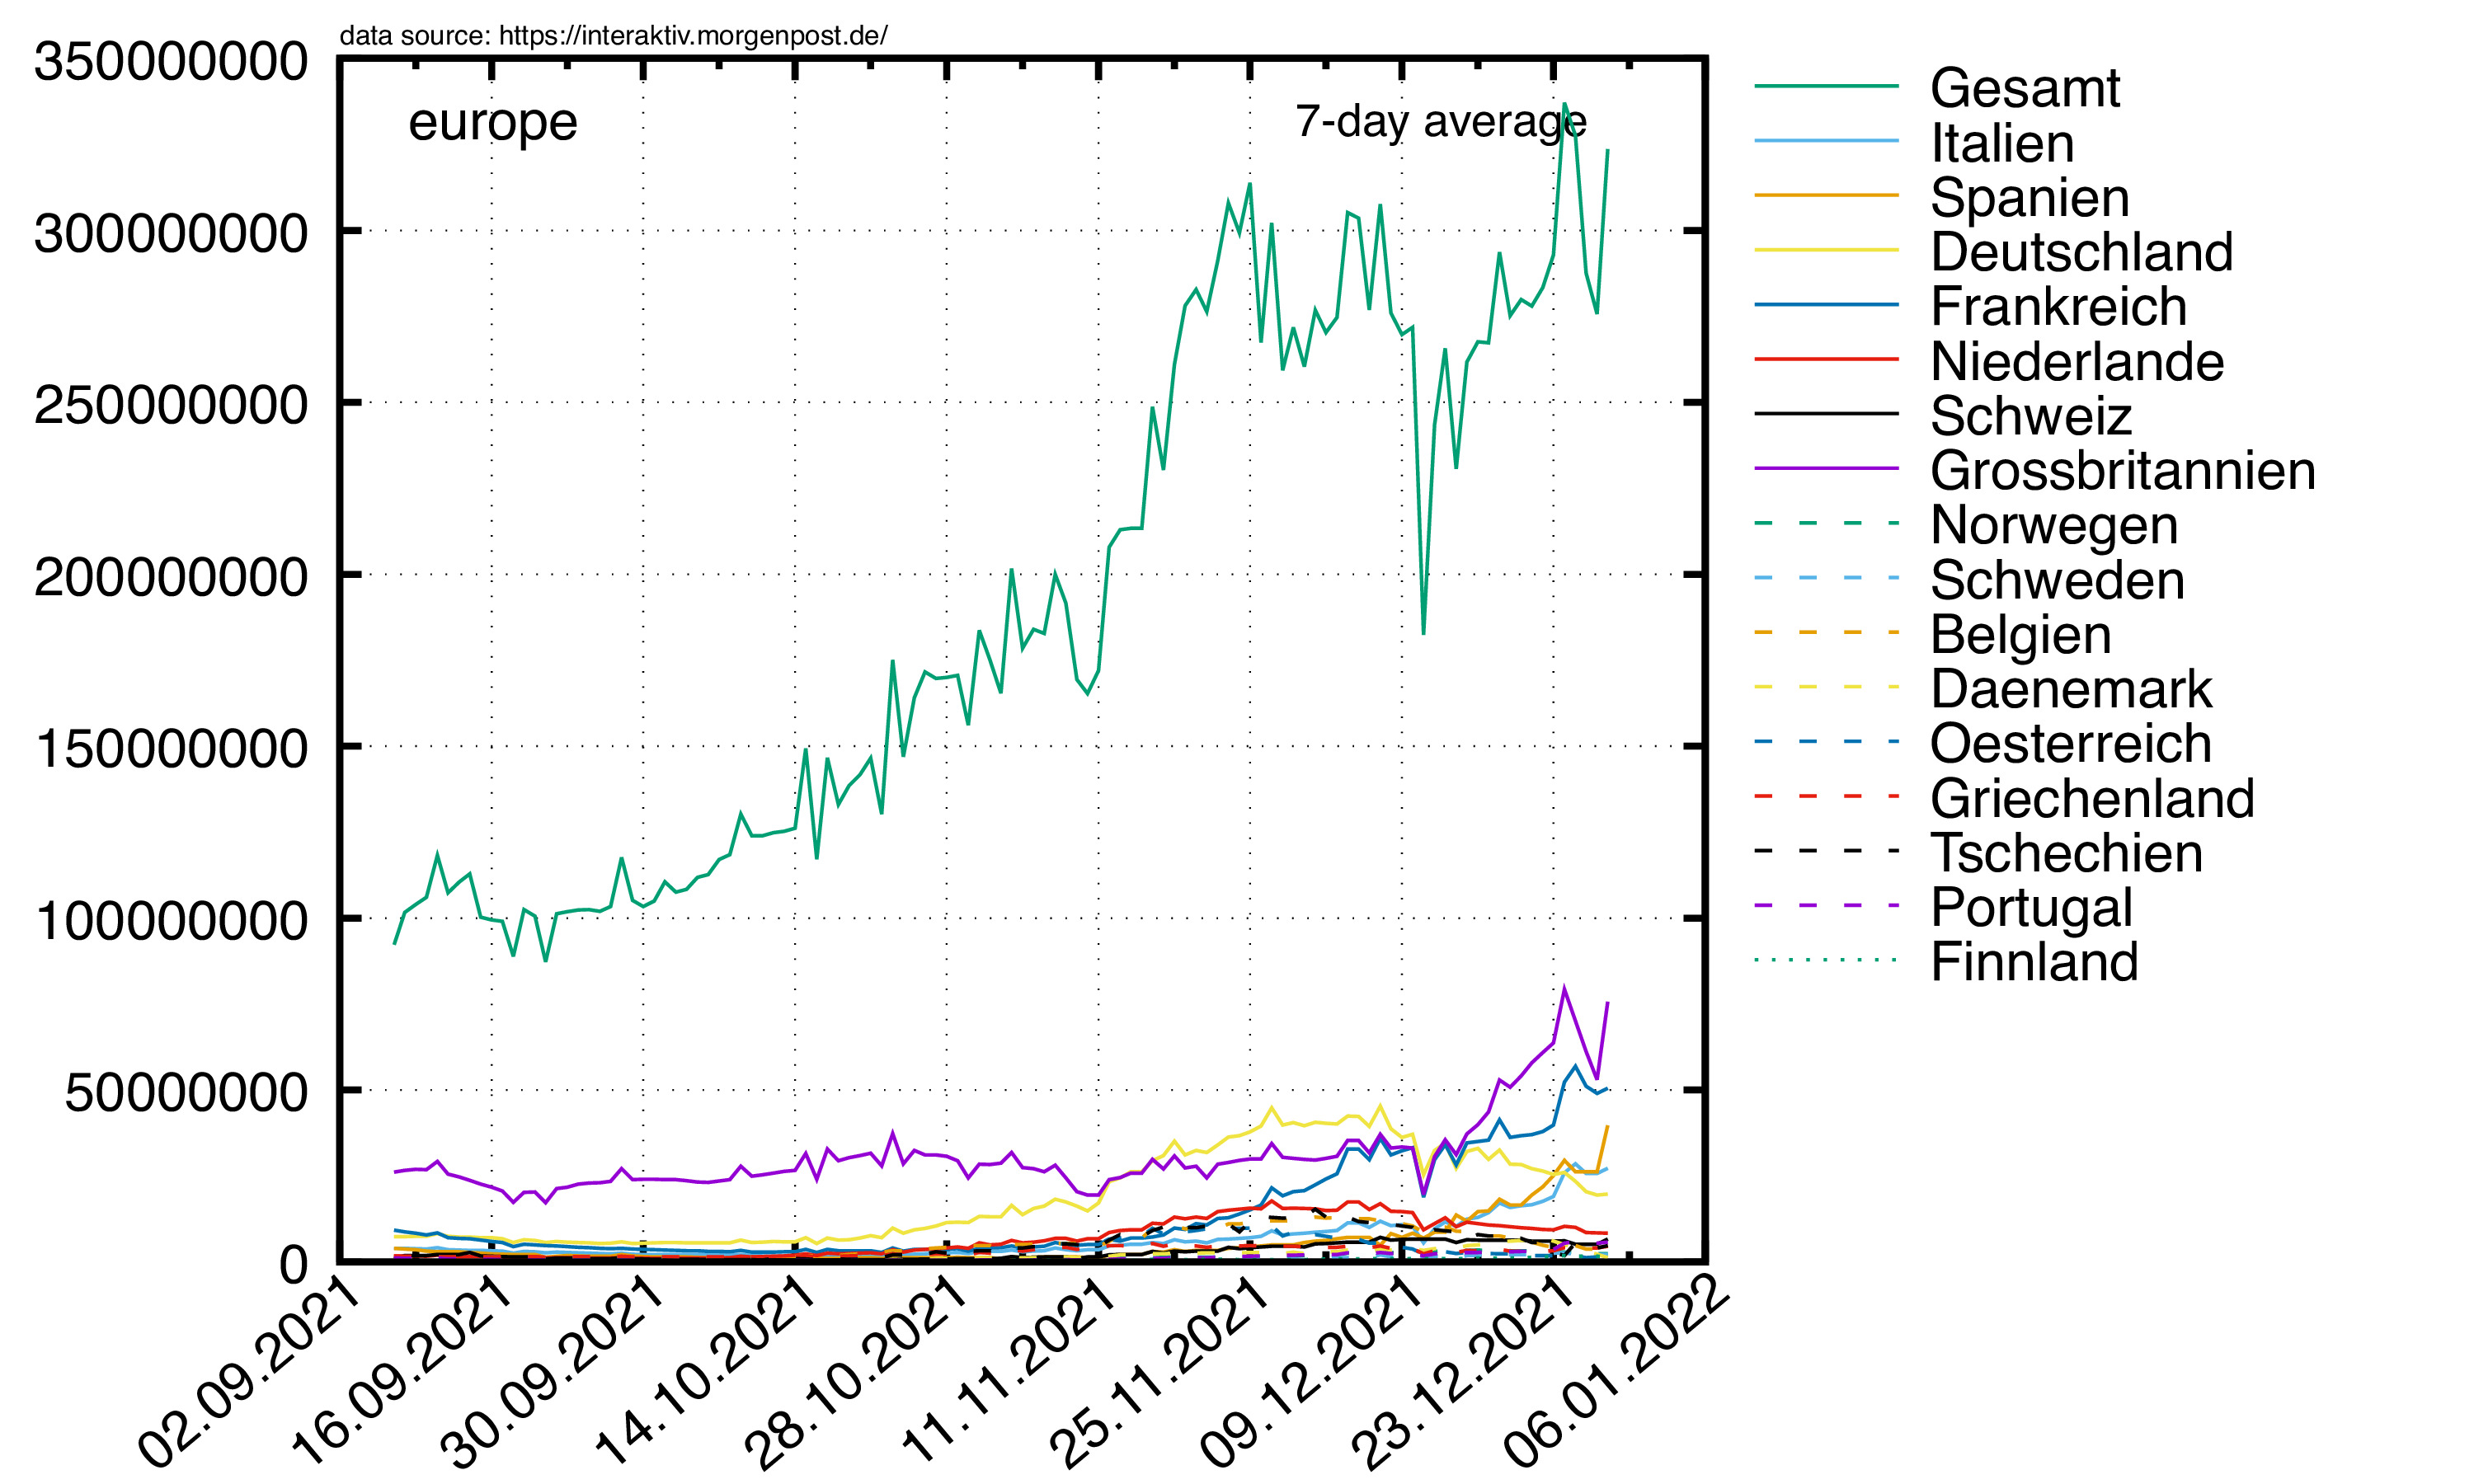 data source: https://interaktiv.morgenpost.de/
europe
7-day average
350000000
300000000
250000000
200000000
150000000
100000000
50000000
0
02.09.2021
16.09.2021
30.09.2021
14.10.2021
28.10.2021
11.11.2021
25.11.2021
09.12.2021
23.12.2021
06.01.2022
Gesamt
Italien
Spanien
Deutschland
Frankreich
Niederlande
Schweiz
Grossbritannien
Norwegen
Schweden
Belgien
Daenemark
Oesterreich
Griechenland
Tschechien
Portugal
Finnland